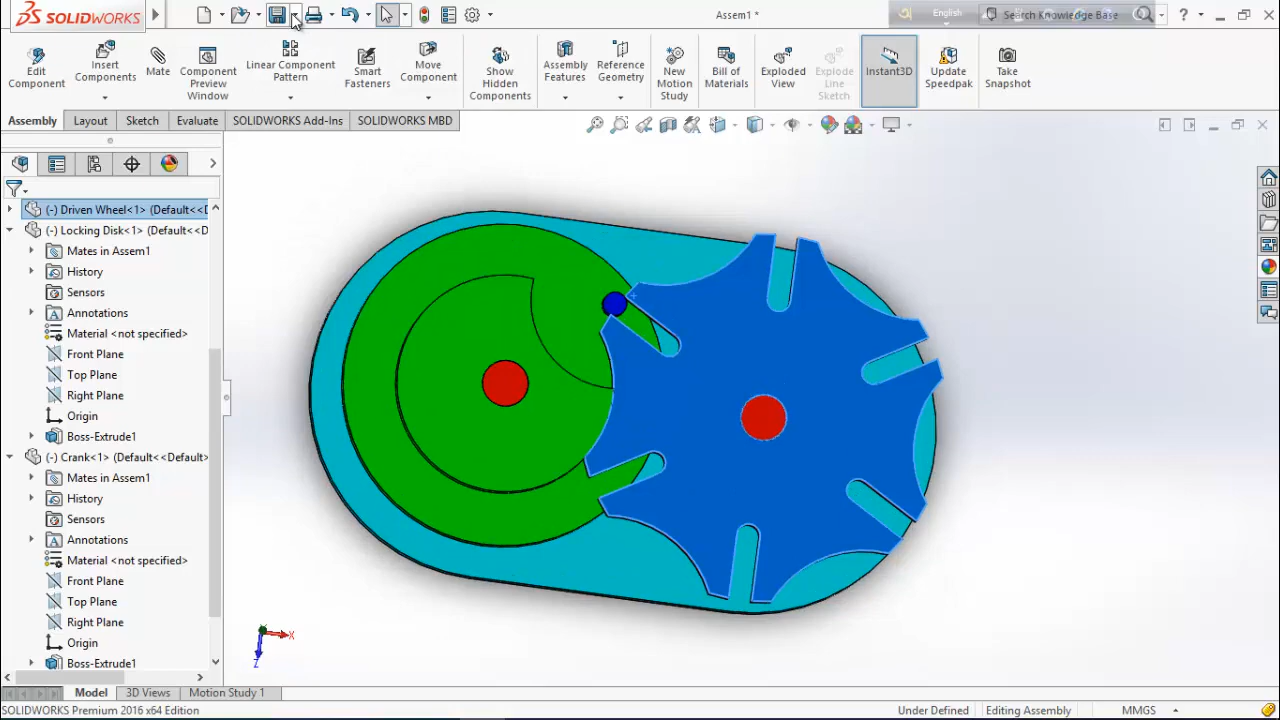 SOLIDWORKS
Assem1 *
English
Search Knowledge Base
?
Edit Component
Insert Components
Mate
Component Preview Window
Linear Component Pattern
Smart Fasteners
Move Component
Show Hidden Components
Assembly Features
Reference Geometry
New Motion Study
Bill of Materials
Exploded View
Explode Line Sketch
Instant3D
Update Speedpak
Take Snapshot
Assembly
Layout
Sketch
Evaluate
SOLIDWORKS Add-Ins
SOLIDWORKS MBD
(-) Driven Wheel<1> (Default<<D
(-) Locking Disk<1> (Default<<D
Mates in Assem1
History
Sensors
Annotations
Material <not specified>
Front Plane
Top Plane
Right Plane
Origin
Boss-Extrude1
(-) Crank<1> (Default<<Default>
Mates in Assem1
History
Sensors
Annotations
Material <not specified>
Front Plane
Top Plane
Right Plane
Origin
Boss-Extrude1
X
Z
Model
3D Views
Motion Study 1
SOLIDWORKS Premium 2016 x64 Edition
Under Defined
Editing Assembly
MMGS